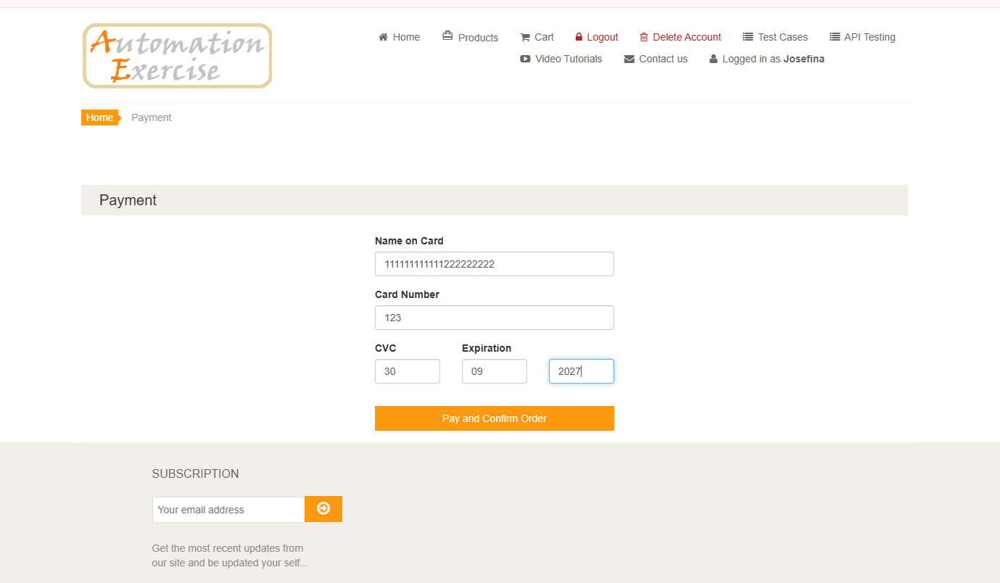 Automation
Exercise
Home Products Cart Logout Delete Account Test Cases API Testing
Video Tutorials Contact us Logged in as Josefina
Home Payment
Payment
Name on Card
111111111111222222222
Card Number
123
CVC Expiration
30 09 2027
Pay and Confirm Order
SUBSCRIPTION
Your email address
Get the most recent updates from
our site and be updated your self...